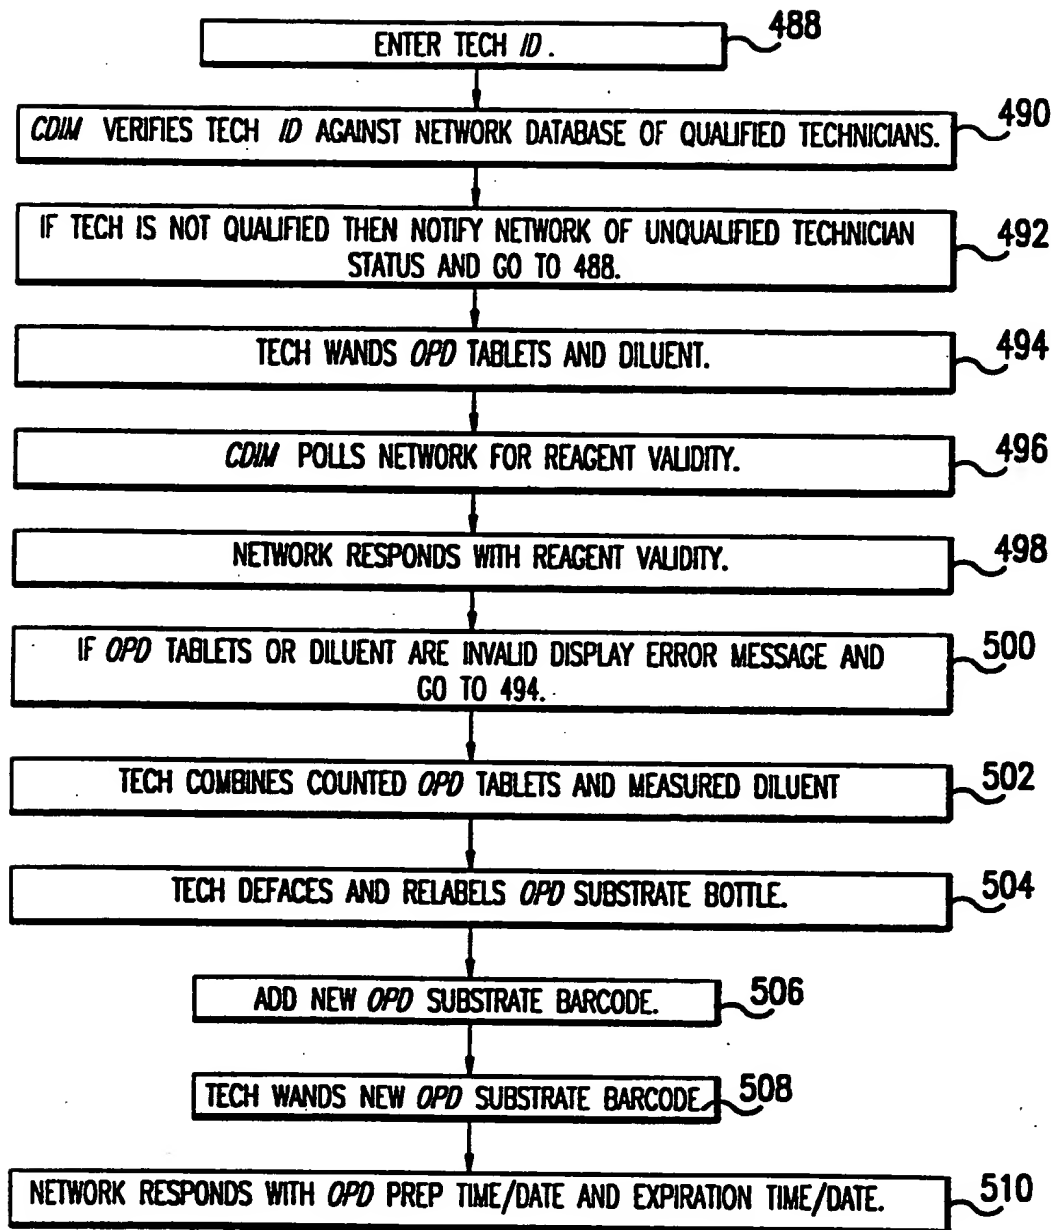 ENTER TECH ID.
488
CDIM VERIFIES TECH ID AGAINST NETWORK DATABASE OF QUALIFIED TECHNICIANS.
490
IF TECH IS NOT QUALIFIED THEN NOTIFY NETWORK OF UNQUALIFIED TECHNICIAN
STATUS AND GO TO 488.
492
TECH WANDS OPD TABLETS AND DILUENT.
494
CDIM POLLS NETWORK FOR REAGENT VALIDITY.
496
NETWORK RESPONDS WITH REAGENT VALIDITY.
498
IF OPD TABLETS OR DILUENT ARE INVALID DISPLAY ERROR MESSAGE AND
GO TO 494.
500
TECH COMBINES COUNTED OPD TABLETS AND MEASURED DILUENT
502
TECH DEFACES AND RELABELS OPD SUBSTRATE BOTTLE.
504
ADD NEW OPD SUBSTRATE BARCODE.
506
TECH WANDS NEW OPD SUBSTRATE BARCODE.
508
NETWORK RESPONDS WITH OPD PREP TIME/DATE AND EXPIRATION TIME/DATE.
510